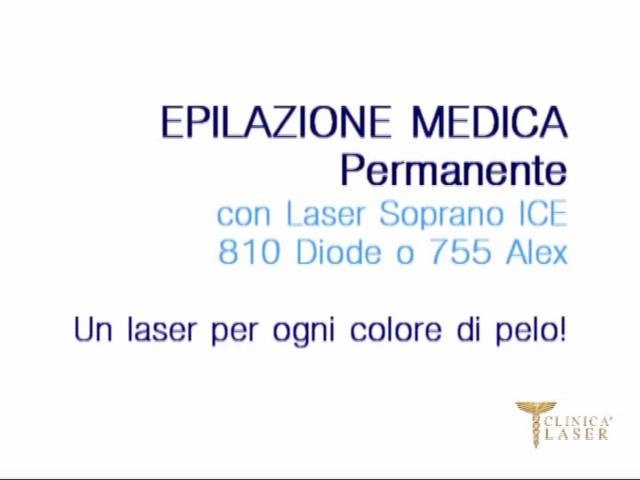 EPILAZIONE MEDICA
Permanente
con Laser Soprano ICE
810 Diode o 755 Alex
Un laser per ogni colore di pelo!
CLINICA®
LASER